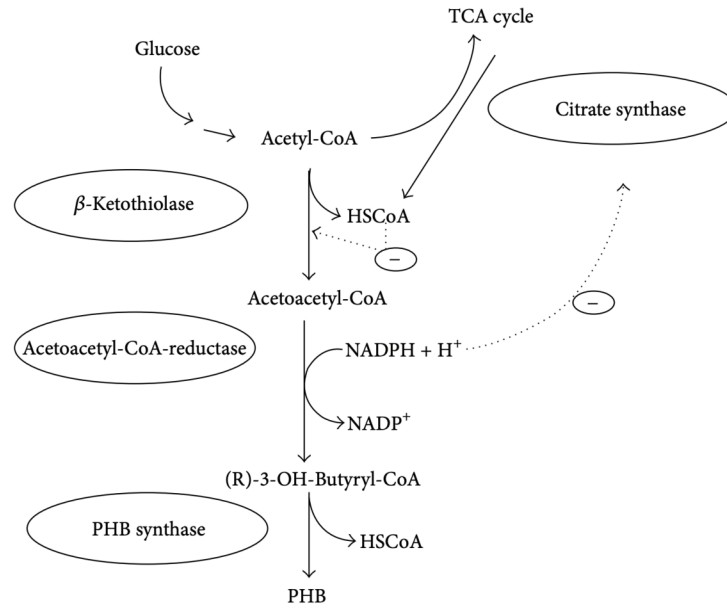 TCA cycle
Glucose
Citrate synthase
Acetyl-CoA
β-Ketothiolase
HSCoA
−
Acetoacetyl-CoA
−
Acetoacetyl-CoA-reductase
NADPH + H⁺
NADP⁺
(R)-3-OH-Butyryl-CoA
PHB synthase
HSCoA
PHB